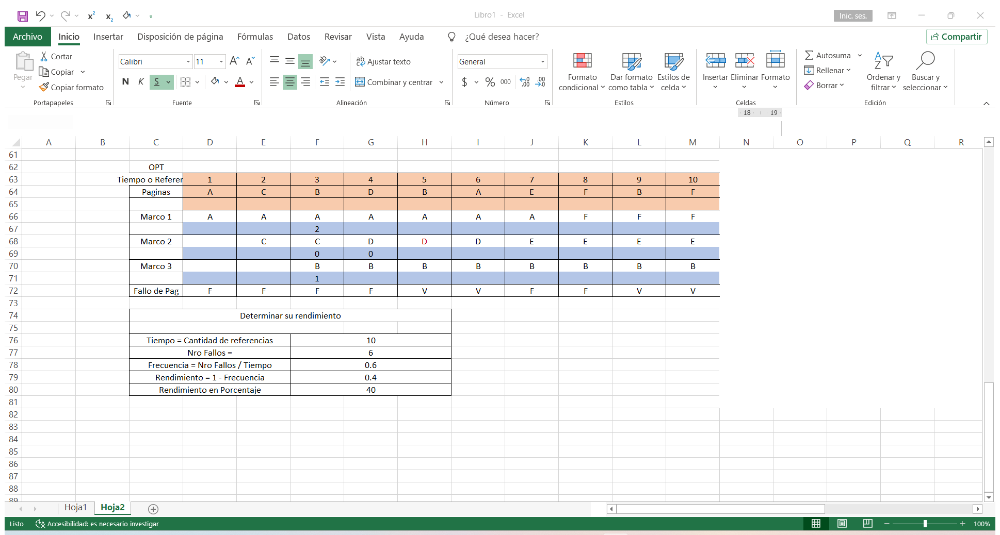 Libro1 - Excel
Inic. ses.
Archivo Inicio Insertar Disposición de página Fórmulas Datos Revisar Vista Ayuda ¿Qué desea hacer? Compartir
Pegar
Cortar
Copiar
Copiar formato
Portapapeles
Calibri 11
N K S
Fuente
Ajustar texto
Combinar y centrar
Alineación
General
$ % 000
Número
Formato condicional
Dar formato como tabla
Estilos de celda
Estilos
Insertar Eliminar Formato
Celdas
Autosuma
Rellenar
Borrar
Ordenar y filtrar
Buscar y seleccionar
Edición
18 19
A B C D E F G H I J K L M N O P Q R
61
62 OPT
63 Tiempo o Referer 1 2 3 4 5 6 7 8 9 10
64 Paginas A C B D B A E F B F
65
66 Marco 1 A A A A A A A F F F
67 2
68 Marco 2 C C D D D E E E E
69 0 0
70 Marco 3 B B B B B B B B
71 1
72 Fallo de Pag F F F F V V F F V V
73
74 Determinar su rendimiento
75
76 Tiempo = Cantidad de referencias 10
77 Nro Fallos = 6
78 Frecuencia = Nro Fallos / Tiempo 0.6
79 Rendimiento = 1 - Frecuencia 0.4
80 Rendimiento en Porcentaje 40
81
82
83
84
85
86
87
88
89
Hoja1 Hoja2
Listo Accesibilidad: es necesario investigar 100%